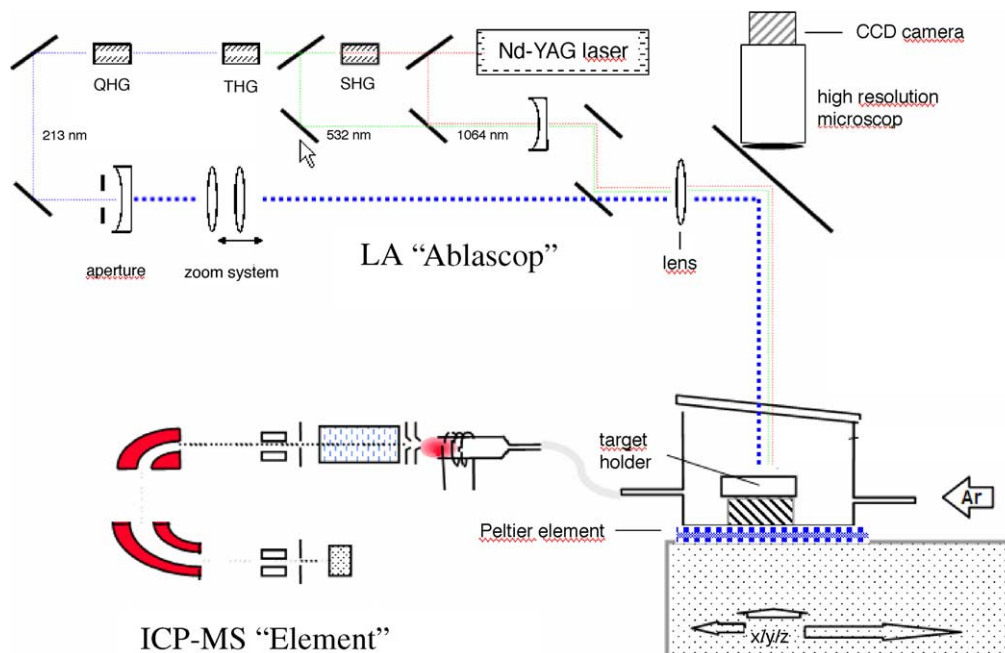 CCD camera
Nd-YAG laser
QHG
THG
SHG
high resolution
microscop
213 nm
532 nm
1064 nm
LA “Ablascop”
aperture
zoom system
lens
target
holder
Ar
Peltier element
ICP-MS “Element”
x/y/z